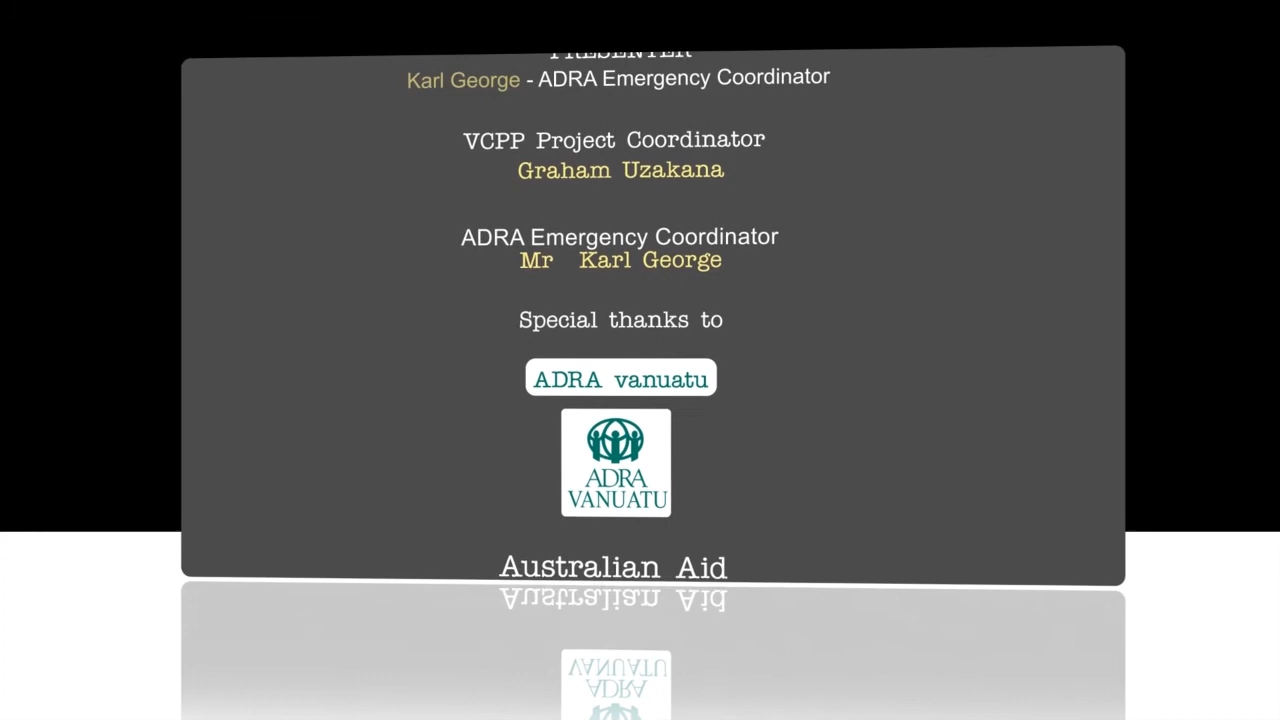 PRESENTER
Karl George - ADRA Emergency Coordinator
VCPP Project Coordinator
Graham Uzakana
ADRA Emergency Coordinator
Mr Karl George
Special thanks to
ADRA vanuatu
ADRA
VANUATU
Australian Aid